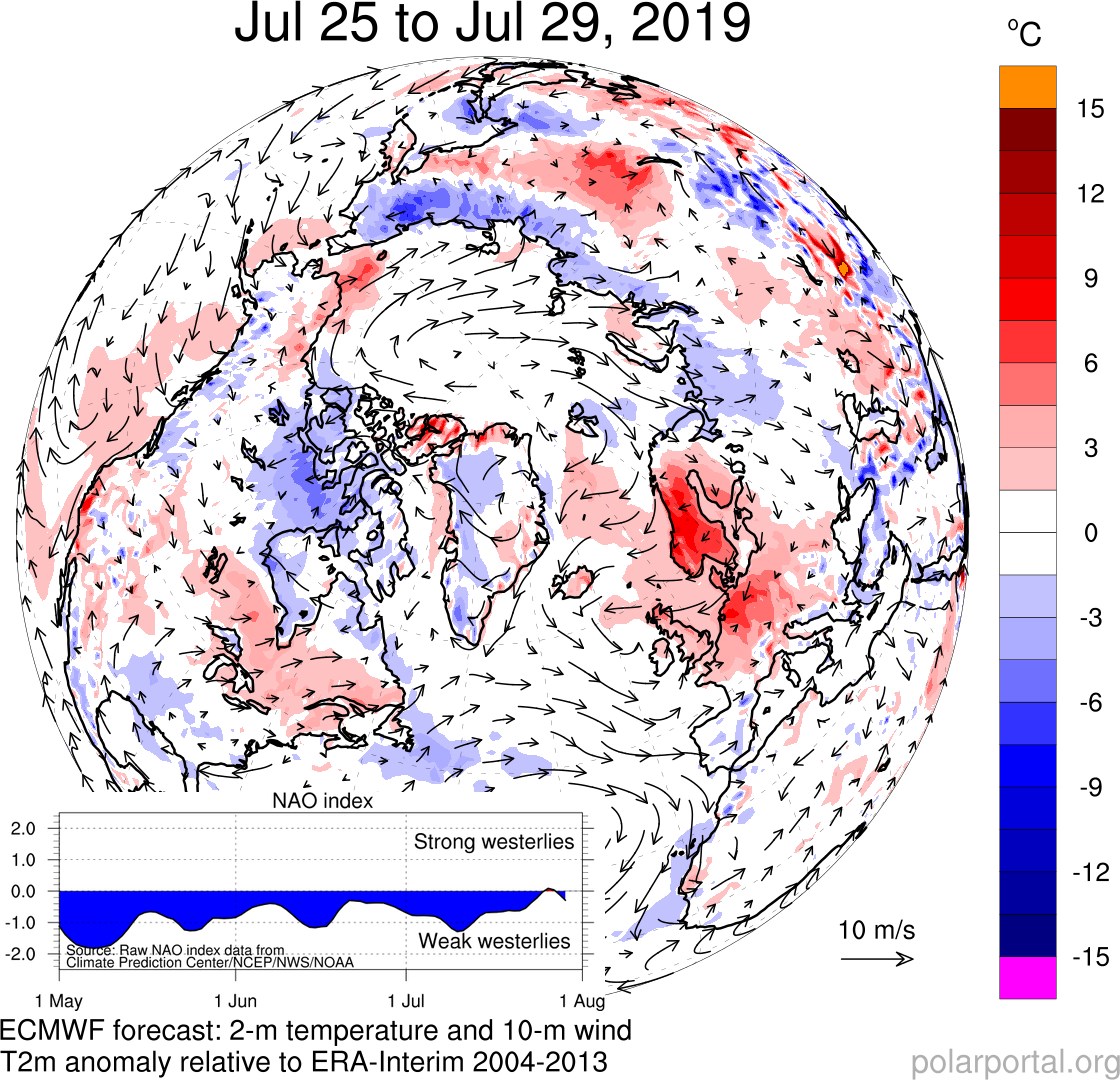 Jul 25 to Jul 29, 2019
oC
15
12
9
6
3
0
-3
-6
-9
-12
-15
10 m/s
NAO index
2.0
1.0
0.0
-1.0
-2.0
Strong westerlies
Weak westerlies
Source: Raw NAO index data from
Climate Prediction Center/NCEP/NWS/NOAA
1 May
1 Jun
1 Jul
1 Aug
ECMWF forecast: 2-m temperature and 10-m wind
T2m anomaly relative to ERA-Interim 2004-2013
polarportal.org